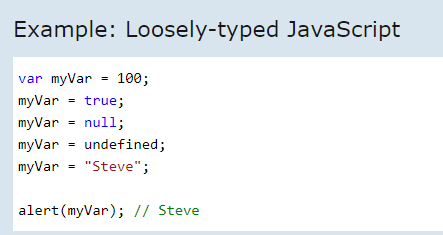 Example: Loosely-typed JavaScript
var myVar = 100;
myVar = true;
myVar = null;
myVar = undefined;
myVar = "Steve";
alert(myVar); // Steve